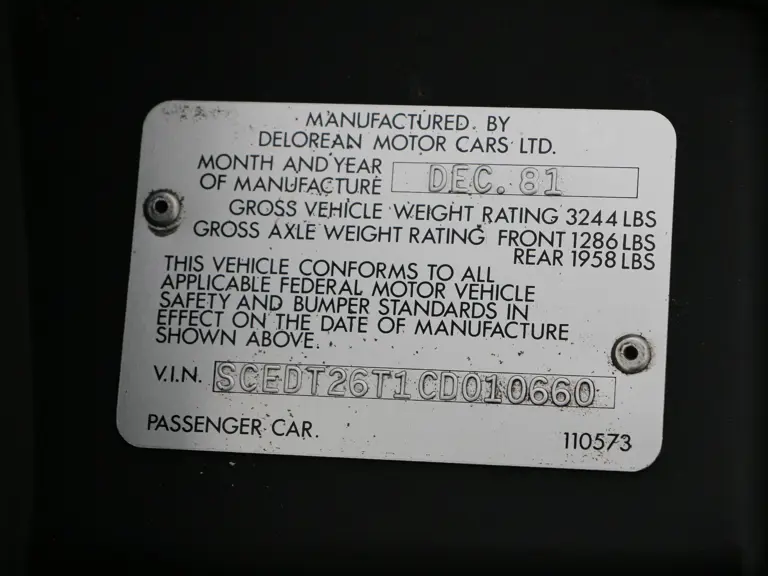 MANUFACTURED. BY
DELOREAN MOTOR CARS LTD.
MONTH AND YEAR
OF MANUFACTURE DEC. 81
GROSS VEHICLE WEIGHT RATING 3244 LBS
GROSS AXLE WEIGHT RATING FRONT 1286 LBS
REAR 1958 LBS
THIS VEHICLE CONFORMS TO ALL
APPLICABLE FEDERAL MOTOR VEHICLE
SAFETY AND BUMPER STANDARDS IN
EFFECT ON THE DATE OF MANUFACTURE
SHOWN ABOVE.
V.I.N. SCEDT26T1CD010660
PASSENGER CAR. 110573